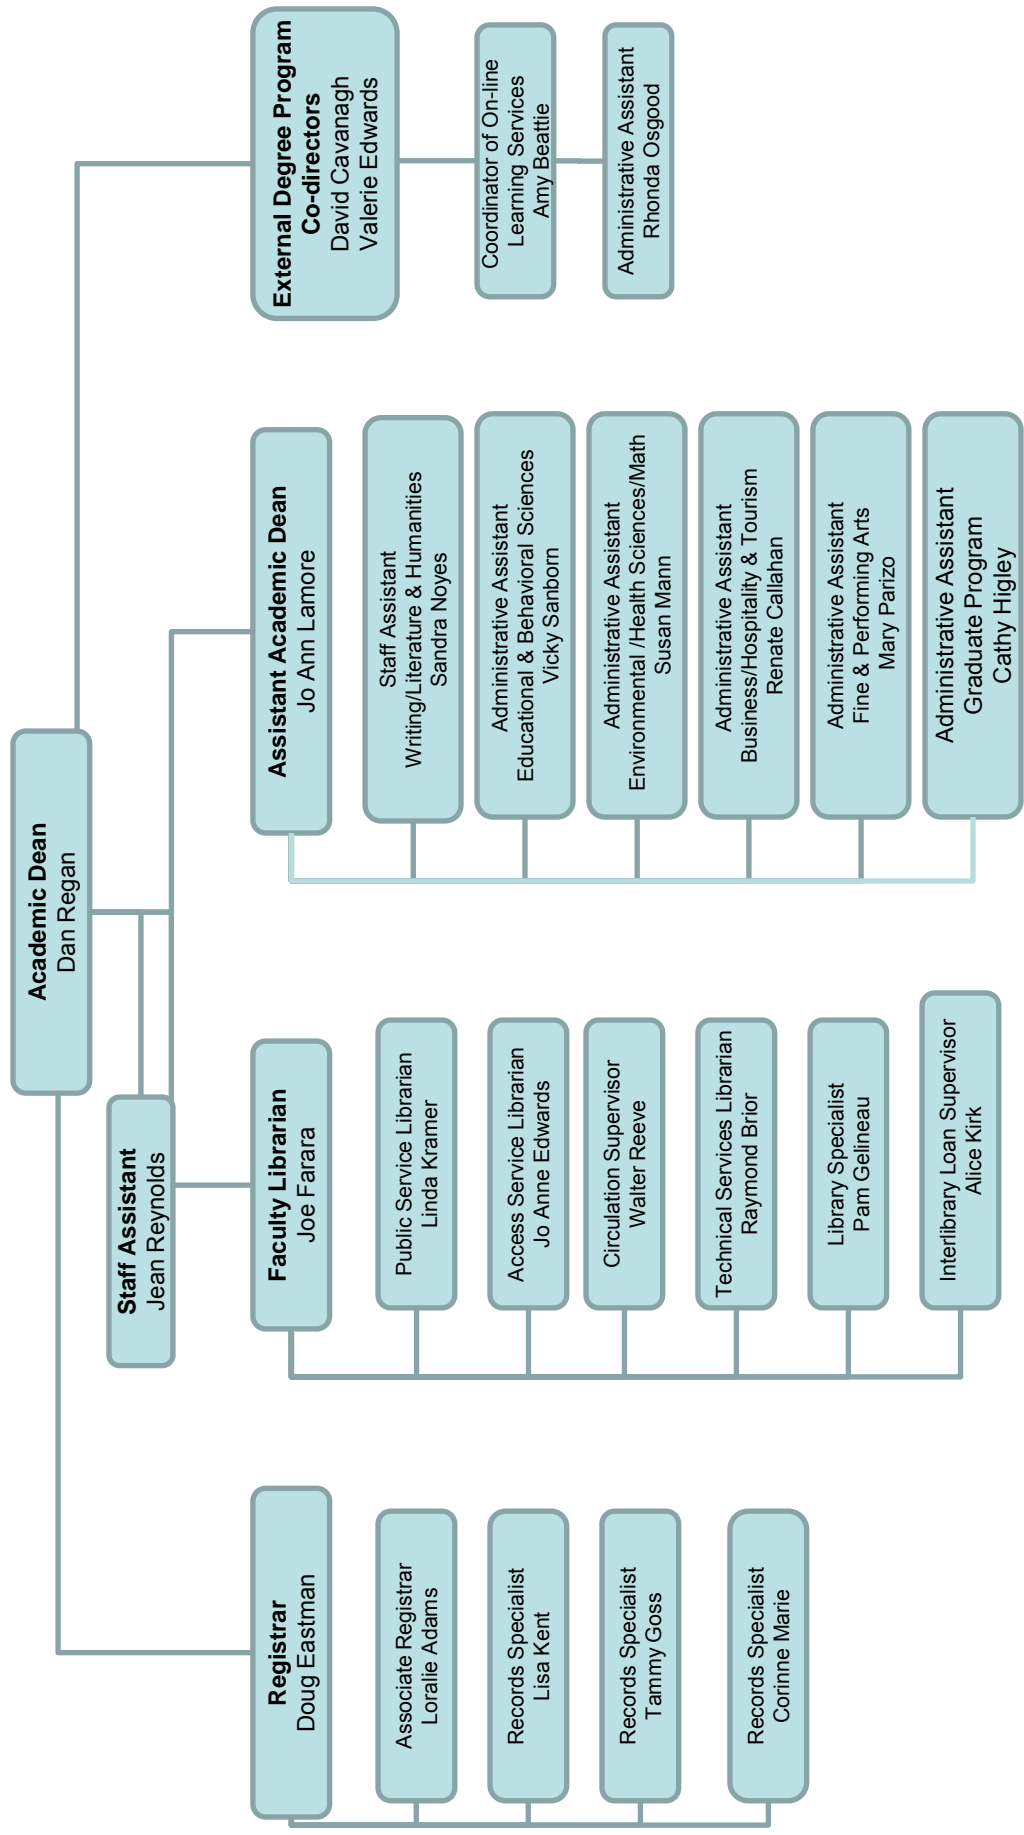 Academic Dean
Dan Regan
Staff Assistant
Jean Reynolds
Registrar
Doug Eastman
Associate Registrar
Loralie Adams
Records Specialist
Lisa Kent
Records Specialist
Tammy Goss
Records Specialist
Corinne Marie
Faculty Librarian
Joe Farara
Public Service Librarian
Linda Kramer
Access Service Librarian
Jo Anne Edwards
Circulation Supervisor
Walter Reeve
Technical Services Librarian
Raymond Brior
Library Specialist
Pam Gelineau
Interlibrary Loan Supervisor
Alice Kirk
Assistant Academic Dean
Jo Ann Lamore
Staff Assistant
Writing/Literature & Humanities
Sandra Noyes
Administrative Assistant
Educational & Behavioral Sciences
Vicky Sanborn
Administrative Assistant
Environmental /Health Sciences/Math
Susan Mann
Administrative Assistant
Business/Hospitality & Tourism
Renate Callahan
Administrative Assistant
Fine & Performing Arts
Mary Parizo
Administrative Assistant
Graduate Program
Cathy Higley
External Degree Program
Co-directors
David Cavanagh
Valerie Edwards
Coordinator of On-line
Learning Services
Amy Beattie
Administrative Assistant
Rhonda Osgood